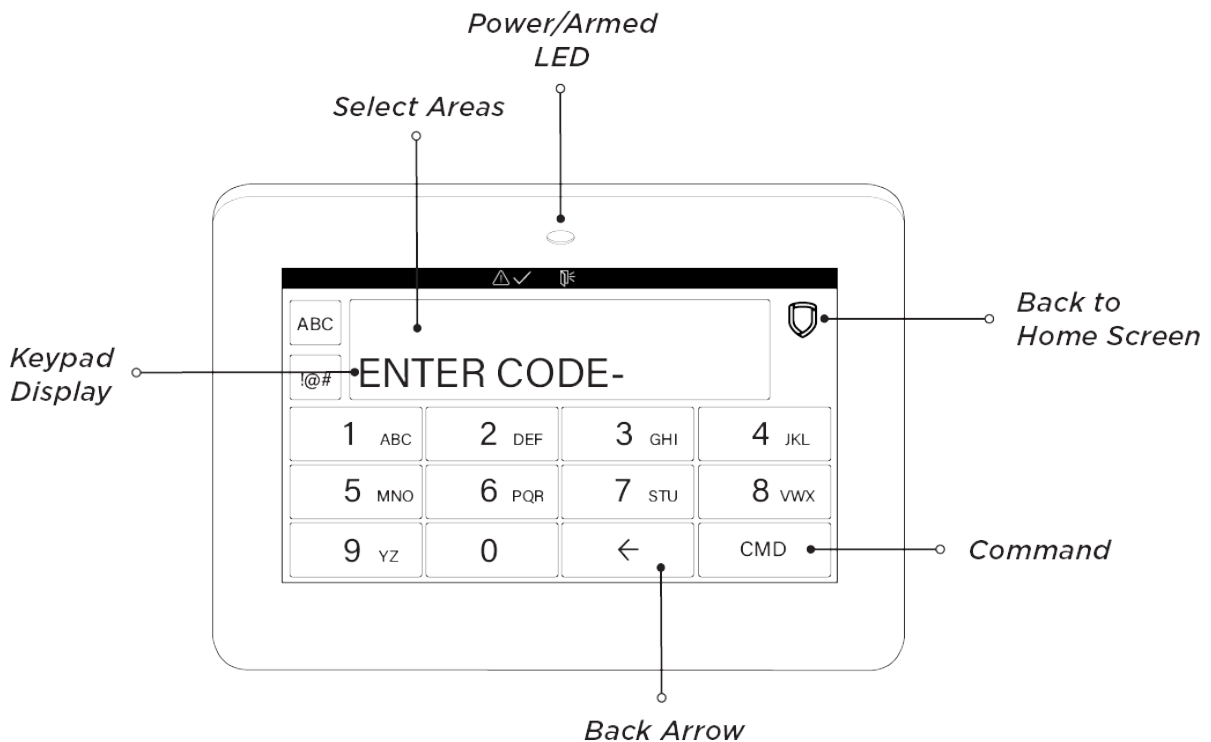 Power/Armed
LED
Select Areas
ABC
Back to
Home Screen
Keypad
Display
!@#
ENTER CODE-
1 ABC
2 DEF
3 GHI
4 JKL
5 MNO
6 PQR
7 STU
8 VWX
9 YZ
0
←
CMD
Command
Back Arrow